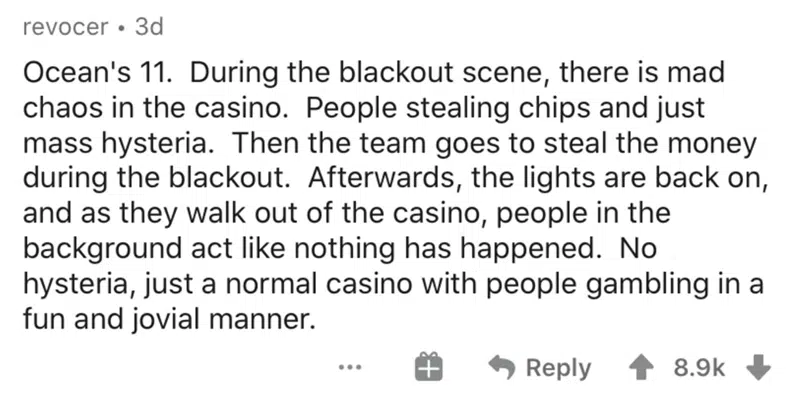 revocer • 3d
Ocean's 11.  During the blackout scene, there is mad
chaos in the casino.  People stealing chips and just
mass hysteria.  Then the team goes to steal the money
during the blackout.  Afterwards, the lights are back on,
and as they walk out of the casino, people in the
background act like nothing has happened.  No
hysteria, just a normal casino with people gambling in a
fun and jovial manner.
... Reply 8.9k